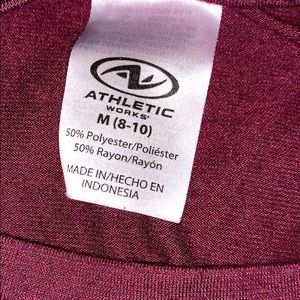 ATHLETIC
WORKS
M (8-10)
50% Polyester/Poliéster
50% Rayon/Rayón
MADE IN/HECHO EN
INDONESIA